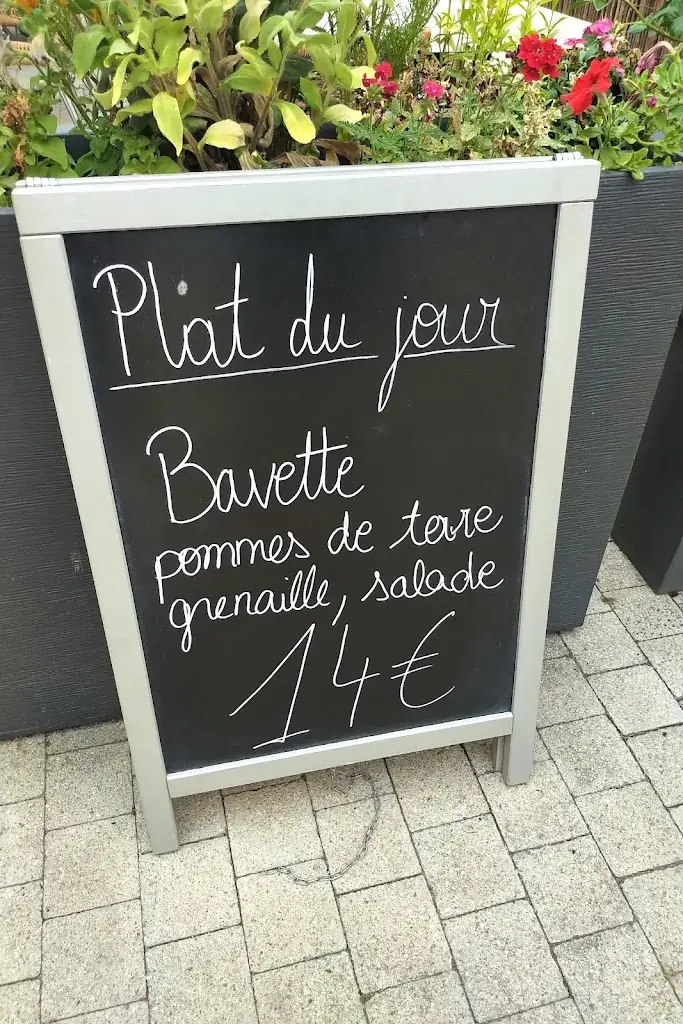 Plat du jour
Bavette
pommes de terre
grenaille, salade
14€